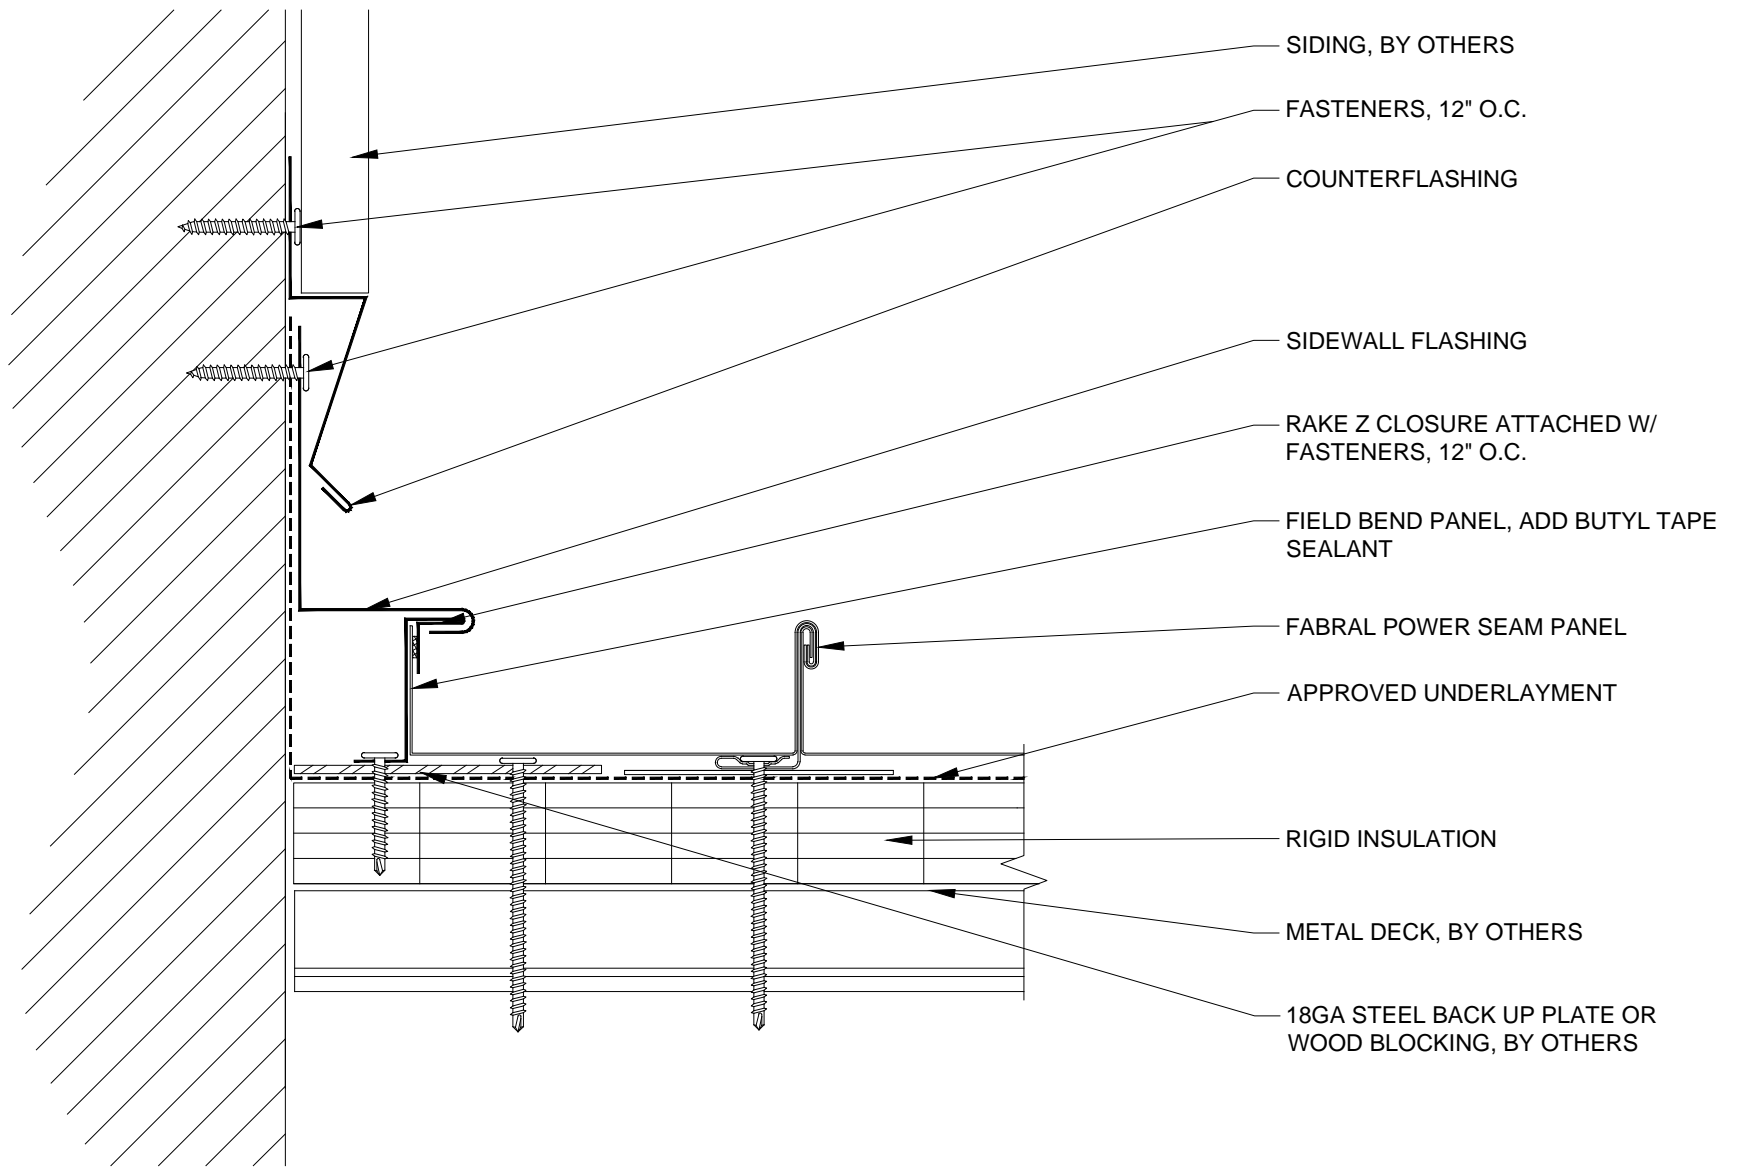 SIDING, BY OTHERS
FASTENERS, 12" O.C.
COUNTERFLASHING
SIDEWALL FLASHING
RAKE Z CLOSURE ATTACHED W/
FASTENERS, 12" O.C.
FIELD BEND PANEL, ADD BUTYL TAPE
SEALANT
FABRAL POWER SEAM PANEL
APPROVED UNDERLAYMENT
RIGID INSULATION
METAL DECK, BY OTHERS
18GA STEEL BACK UP PLATE OR
WOOD BLOCKING, BY OTHERS